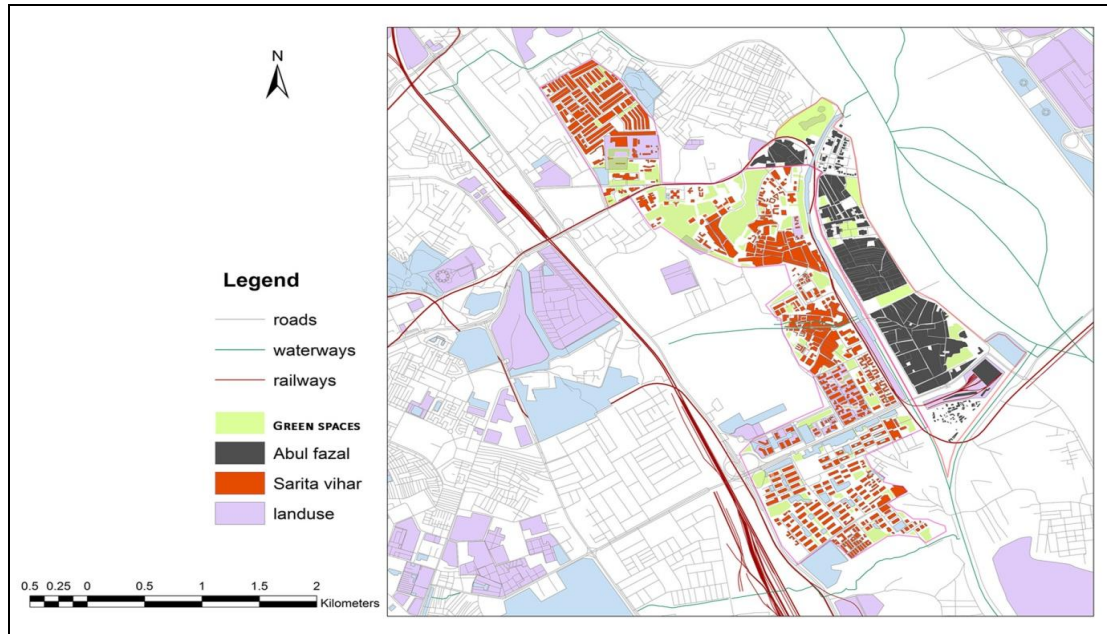 N
Legend
roads
waterways
railways
GREEN SPACES
Abul fazal
Sarita vihar
landuse
0.5 0.25 0 0.5 1 1.5 2
Kilometers